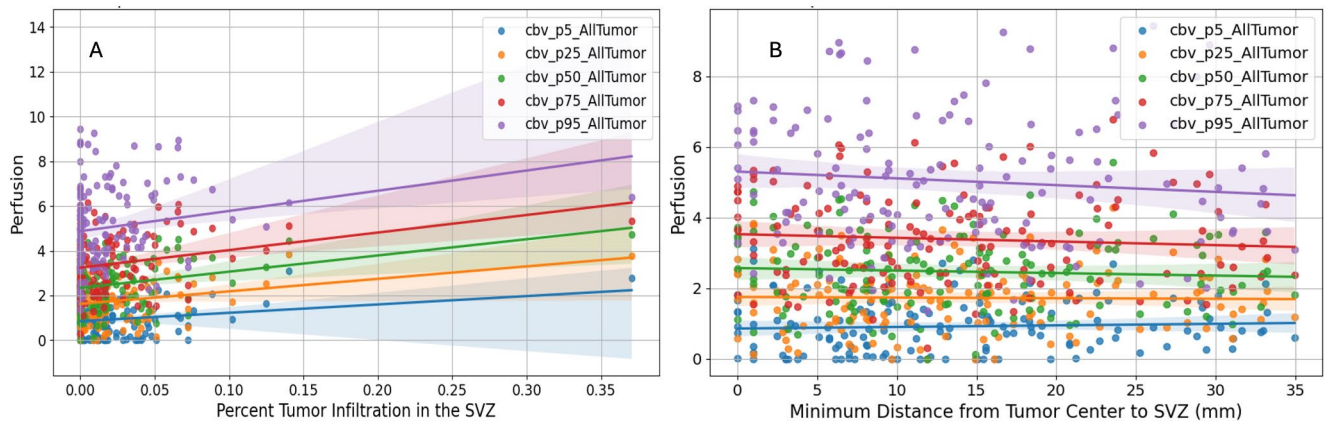 A
cbv_p5_AllTumor
cbv_p25_AllTumor
cbv_p50_AllTumor
cbv_p75_AllTumor
cbv_p95_AllTumor
14
12
10
8
6
4
2
0
Perfusion
0.00 0.05 0.10 0.15 0.20 0.25 0.30 0.35
Percent Tumor Infiltration in the SVZ
B
cbv_p5_AllTumor
cbv_p25_AllTumor
cbv_p50_AllTumor
cbv_p75_AllTumor
cbv_p95_AllTumor
8
6
4
2
0
Perfusion
0 5 10 15 20 25 30 35
Minimum Distance from Tumor Center to SVZ (mm)